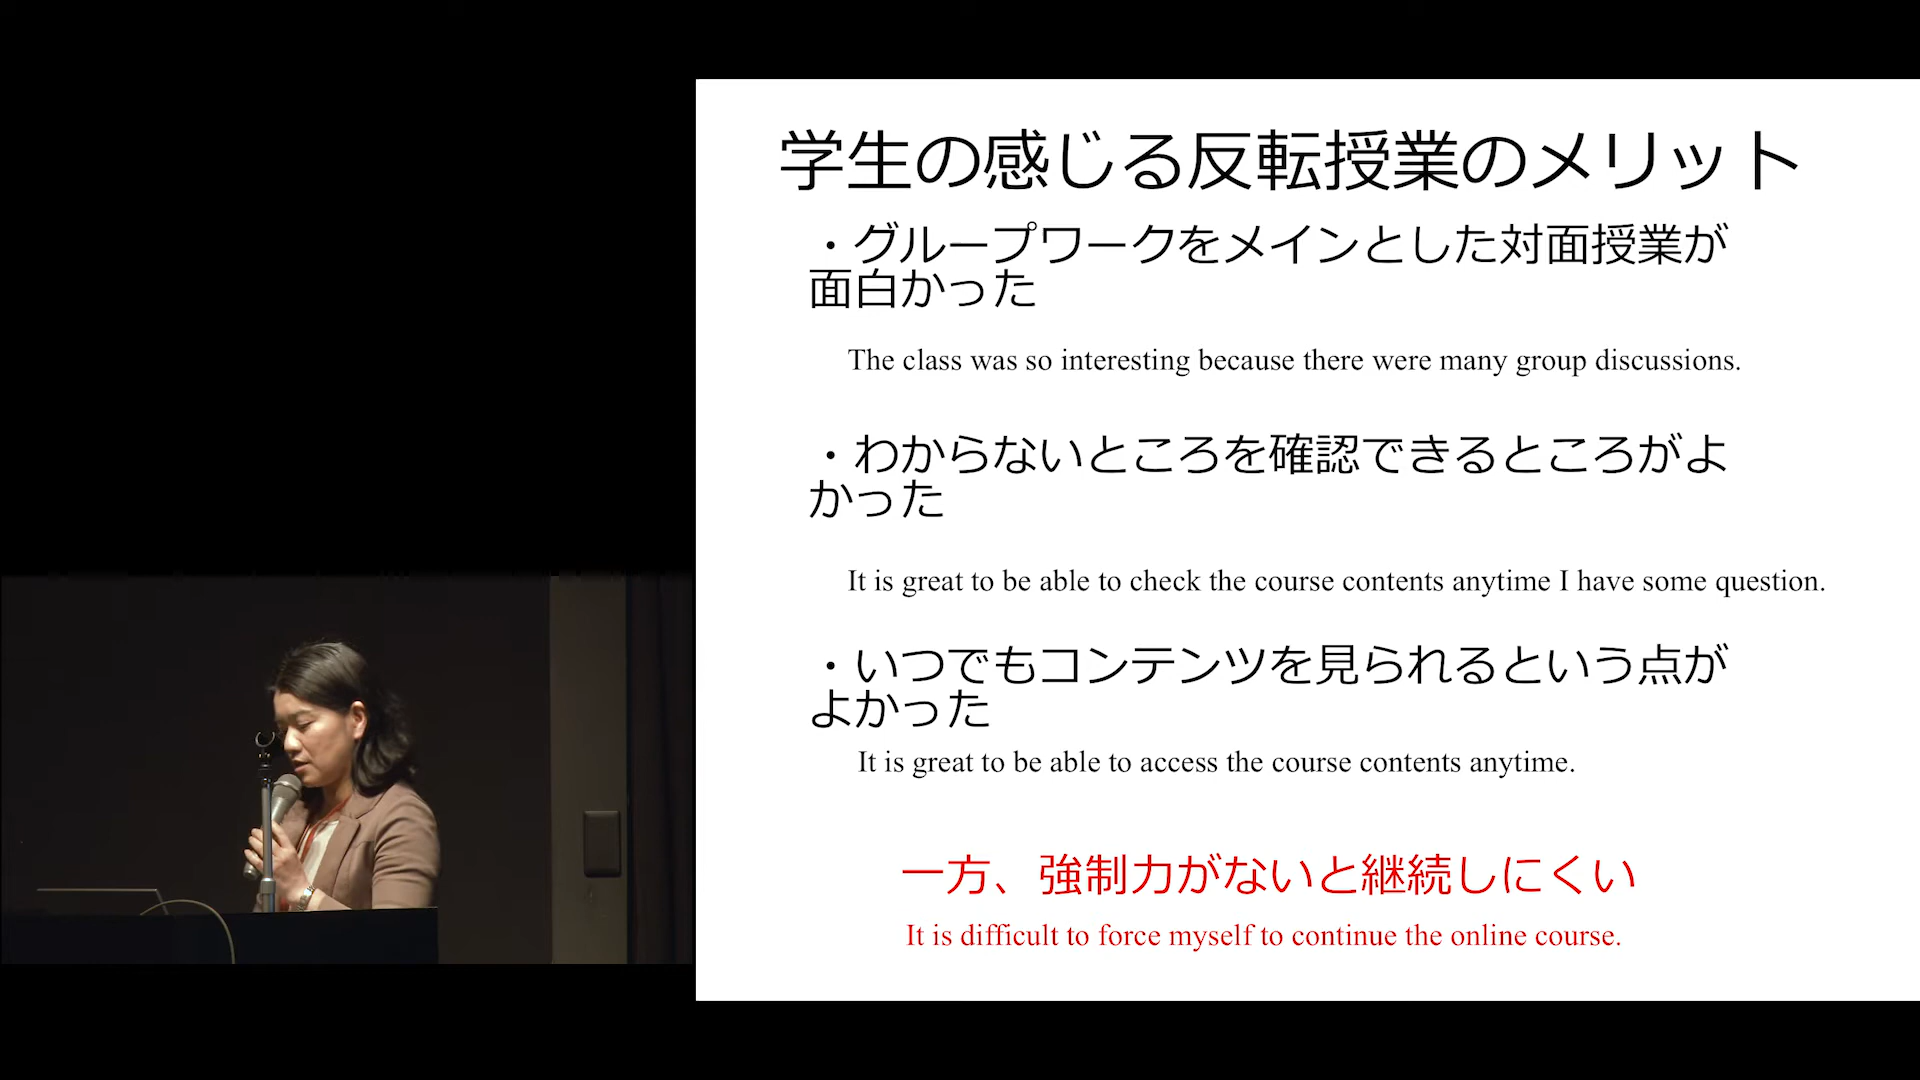 学生の感じる反転授業のメリット
・グループワークをメインとした対面授業が
面白かった
The class was so interesting because there were many group discussions.
・わからないところを確認できるところがよ
かった
It is great to be able to check the course contents anytime I have some question.
・いつでもコンテンツを見られるという点が
よかった
It is great to be able to access the course contents anytime.
一方、強制力がないと継続しにくい
It is difficult to force myself to continue the online course.